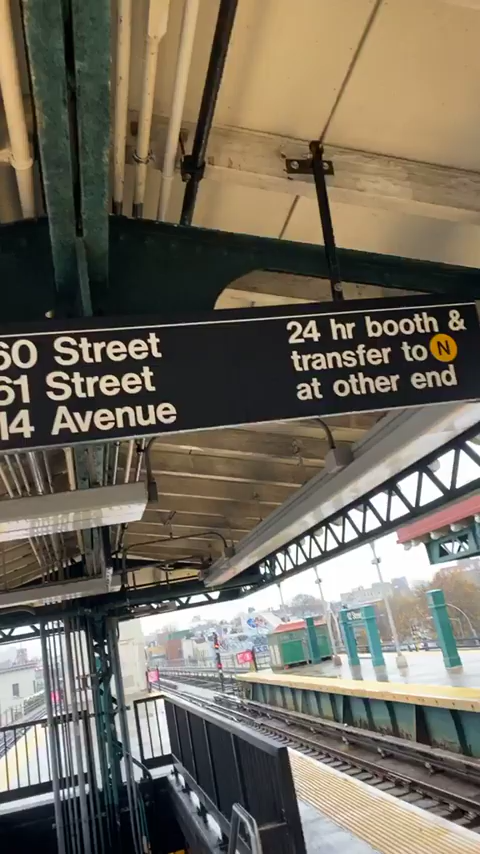 60 Street
61 Street
14 Avenue
24 hr booth &
transfer to N
at other end